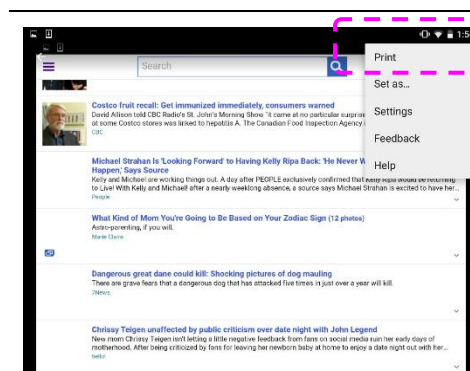 1:5
Search
Print
Set as...
Settings
Feedback
Help
Costco fruit recall: Get immunized immediately, consumers warned
David Allison told CBC Radio's St. John's Morning Show "it came at no particular surprise
at some Costco stores was linked to hepatitis A. The Canadian Food Inspection Agency
CBC
Michael Strahan Is 'Looking Forward' to Having Kelly Ripa Back: 'He Never W
Happen,' Says Source
Kelly and Michael are working things out. A day after PEOPLE exclusively confirmed that Kelly Ripa would be returning
to Live! With Kelly and Michael! after a nearly weeklong absence, a source says Michael Strahan is excited to have her...
People
What Kind of Mom You're Going to Be Based on Your Zodiac Sign (12 photos)
Astro-parenting, if you will.
Marie Claire
Dangerous great dane could kill: Shocking pictures of dog mauling
There are grave fears that a dangerous dog that has attacked five times in just over a year will kill.
7News
Chrissy Teigen unaffected by public criticism over date night with John Legend
New mom Chrissy Teigen isn't letting a little negative feedback from fans on social media ruin her early days of
motherhood. After being criticized by fans for leaving her newborn baby at home to enjoy a date night out with her...
Hello!